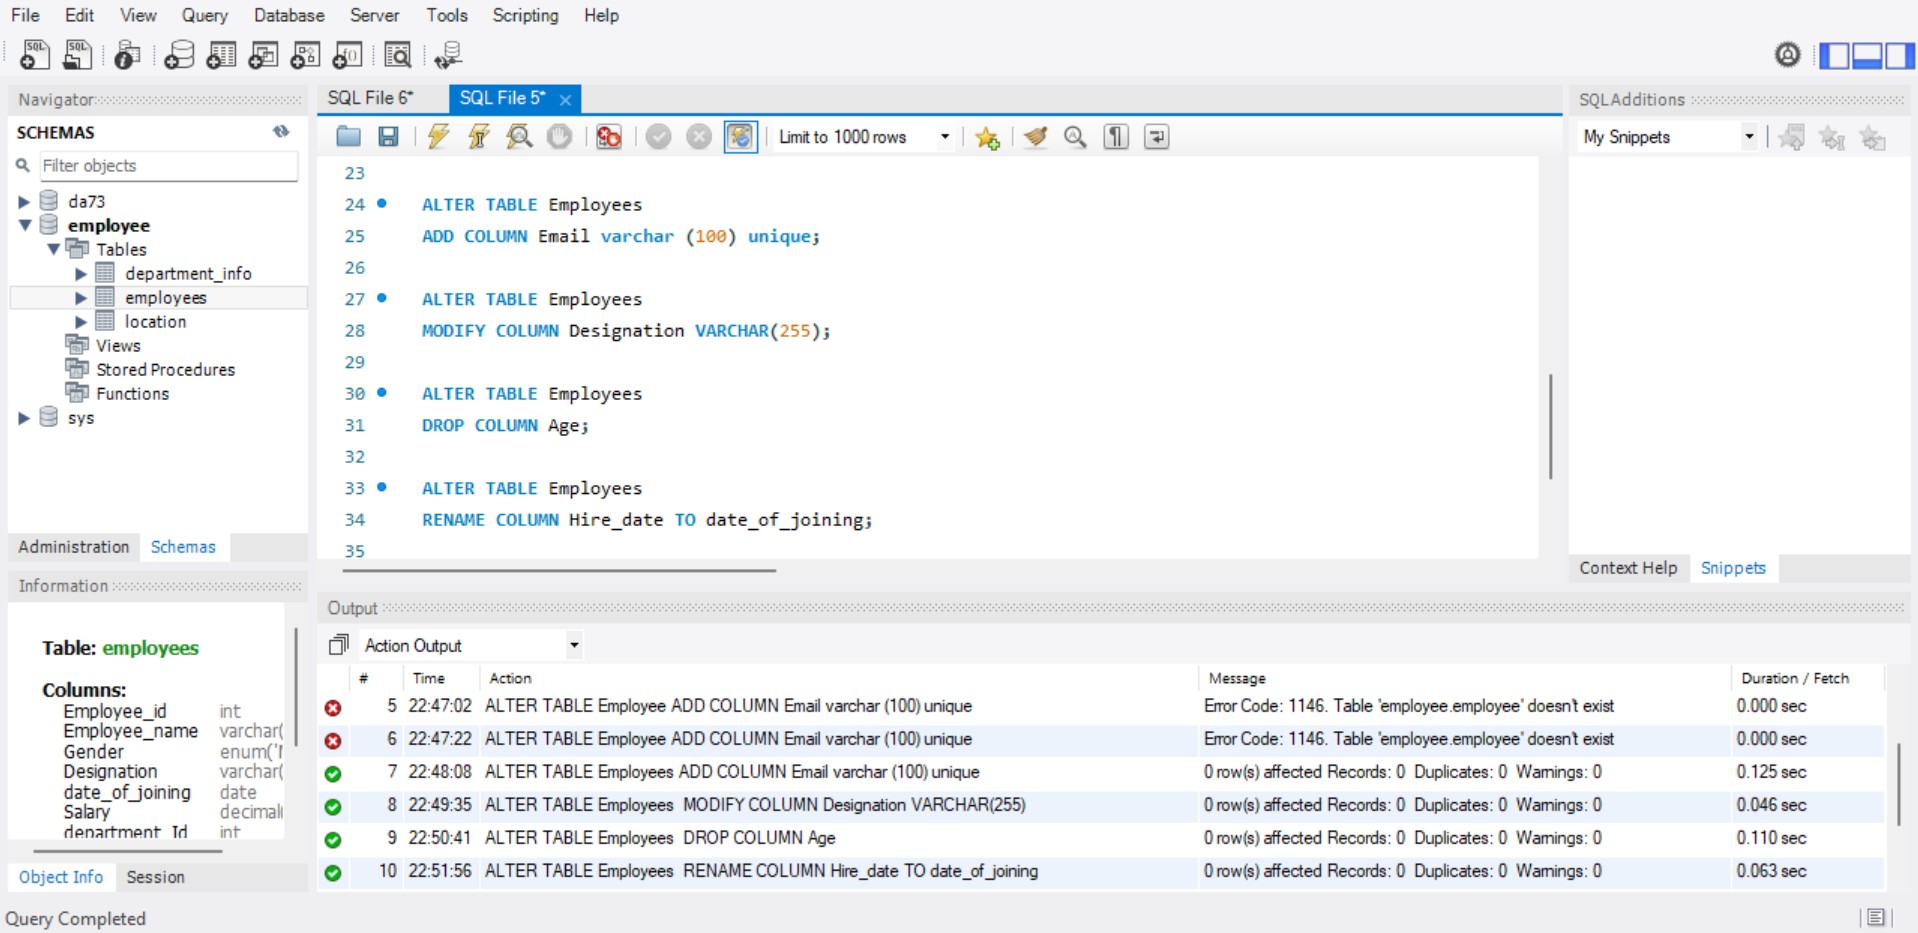 File Edit View Query Database Server Tools Scripting Help
Navigator
SCHEMAS
Filter objects
da73
employee
Tables
department_info
employees
location
Views
Stored Procedures
Functions
sys
Administration Schemas
Information
Table: employees
Columns:
Employee_id int
Employee_name varchar(
Gender enum('
Designation varchar(
date_of_joining date
Salary decimal
department_Id int
Object Info Session
SQL File 6* SQL File 5*
Limit to 1000 rows
23
24 ALTER TABLE Employees
25 ADD COLUMN Email varchar (100) unique;
26
27 ALTER TABLE Employees
28 MODIFY COLUMN Designation VARCHAR(255);
29
30 ALTER TABLE Employees
31 DROP COLUMN Age;
32
33 ALTER TABLE Employees
34 RENAME COLUMN Hire_date TO date_of_joining;
35
SQLAdditions
My Snippets
Context Help Snippets
Output
Action Output
# Time Action Message Duration / Fetch
5 22:47:02 ALTER TABLE Employee ADD COLUMN Email varchar (100) unique Error Code: 1146. Table 'employee.employee' doesn't exist 0.000 sec
6 22:47:22 ALTER TABLE Employee ADD COLUMN Email varchar (100) unique Error Code: 1146. Table 'employee.employee' doesn't exist 0.000 sec
7 22:48:08 ALTER TABLE Employees ADD COLUMN Email varchar (100) unique 0 row(s) affected Records: 0 Duplicates: 0 Warnings: 0 0.125 sec
8 22:49:35 ALTER TABLE Employees MODIFY COLUMN Designation VARCHAR(255) 0 row(s) affected Records: 0 Duplicates: 0 Warnings: 0 0.046 sec
9 22:50:41 ALTER TABLE Employees DROP COLUMN Age 0 row(s) affected Records: 0 Duplicates: 0 Warnings: 0 0.110 sec
10 22:51:56 ALTER TABLE Employees RENAME COLUMN Hire_date TO date_of_joining 0 row(s) affected Records: 0 Duplicates: 0 Warnings: 0 0.063 sec
Query Completed